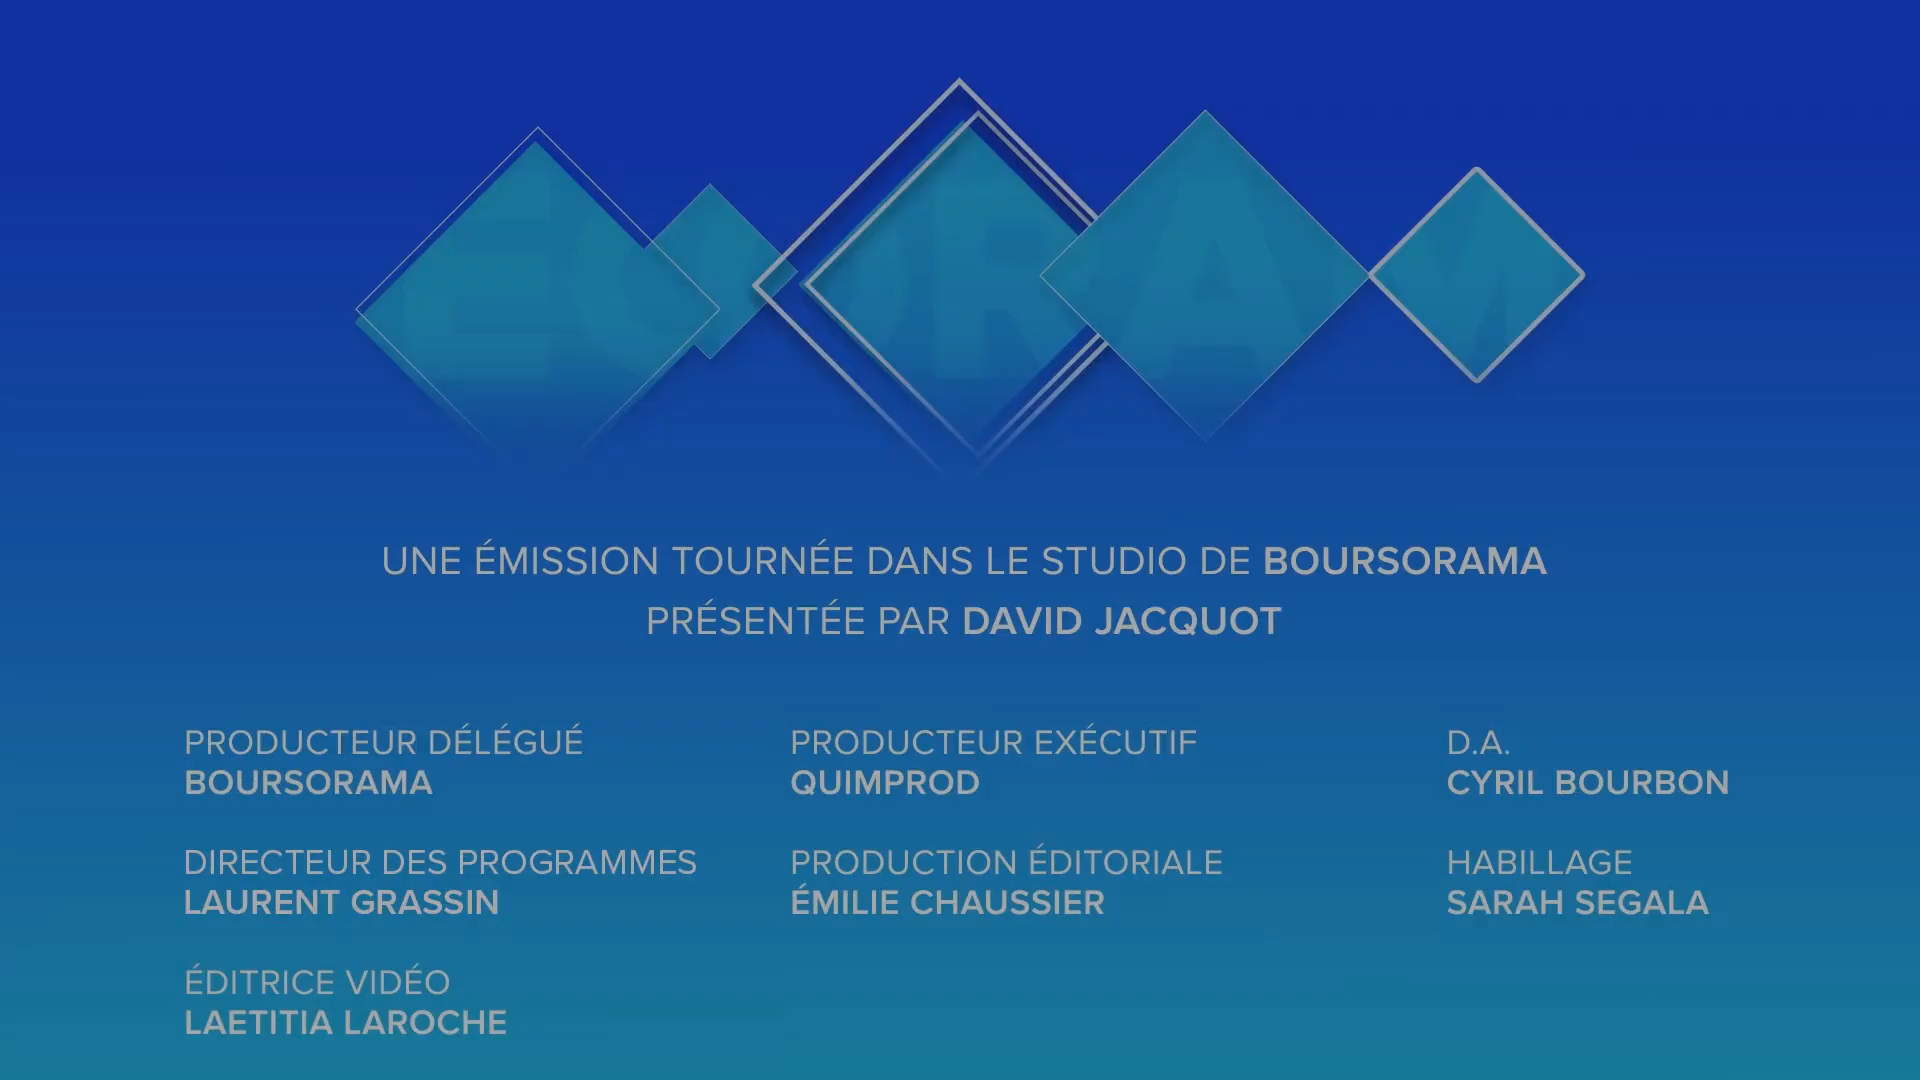 ECORAM
UNE ÉMISSION TOURNÉE DANS LE STUDIO DE BOURSORAMA
PRÉSENTÉE PAR DAVID JACQUOT
PRODUCTEUR DÉLÉGUÉ
BOURSORAMA
PRODUCTEUR EXÉCUTIF
QUIMPROD
D.A.
CYRIL BOURBON
DIRECTEUR DES PROGRAMMES
LAURENT GRASSIN
PRODUCTION ÉDITORIALE
ÉMILIE CHAUSSIER
HABILLAGE
SARAH SEGALA
ÉDITRICE VIDÉO
LAETITIA LAROCHE